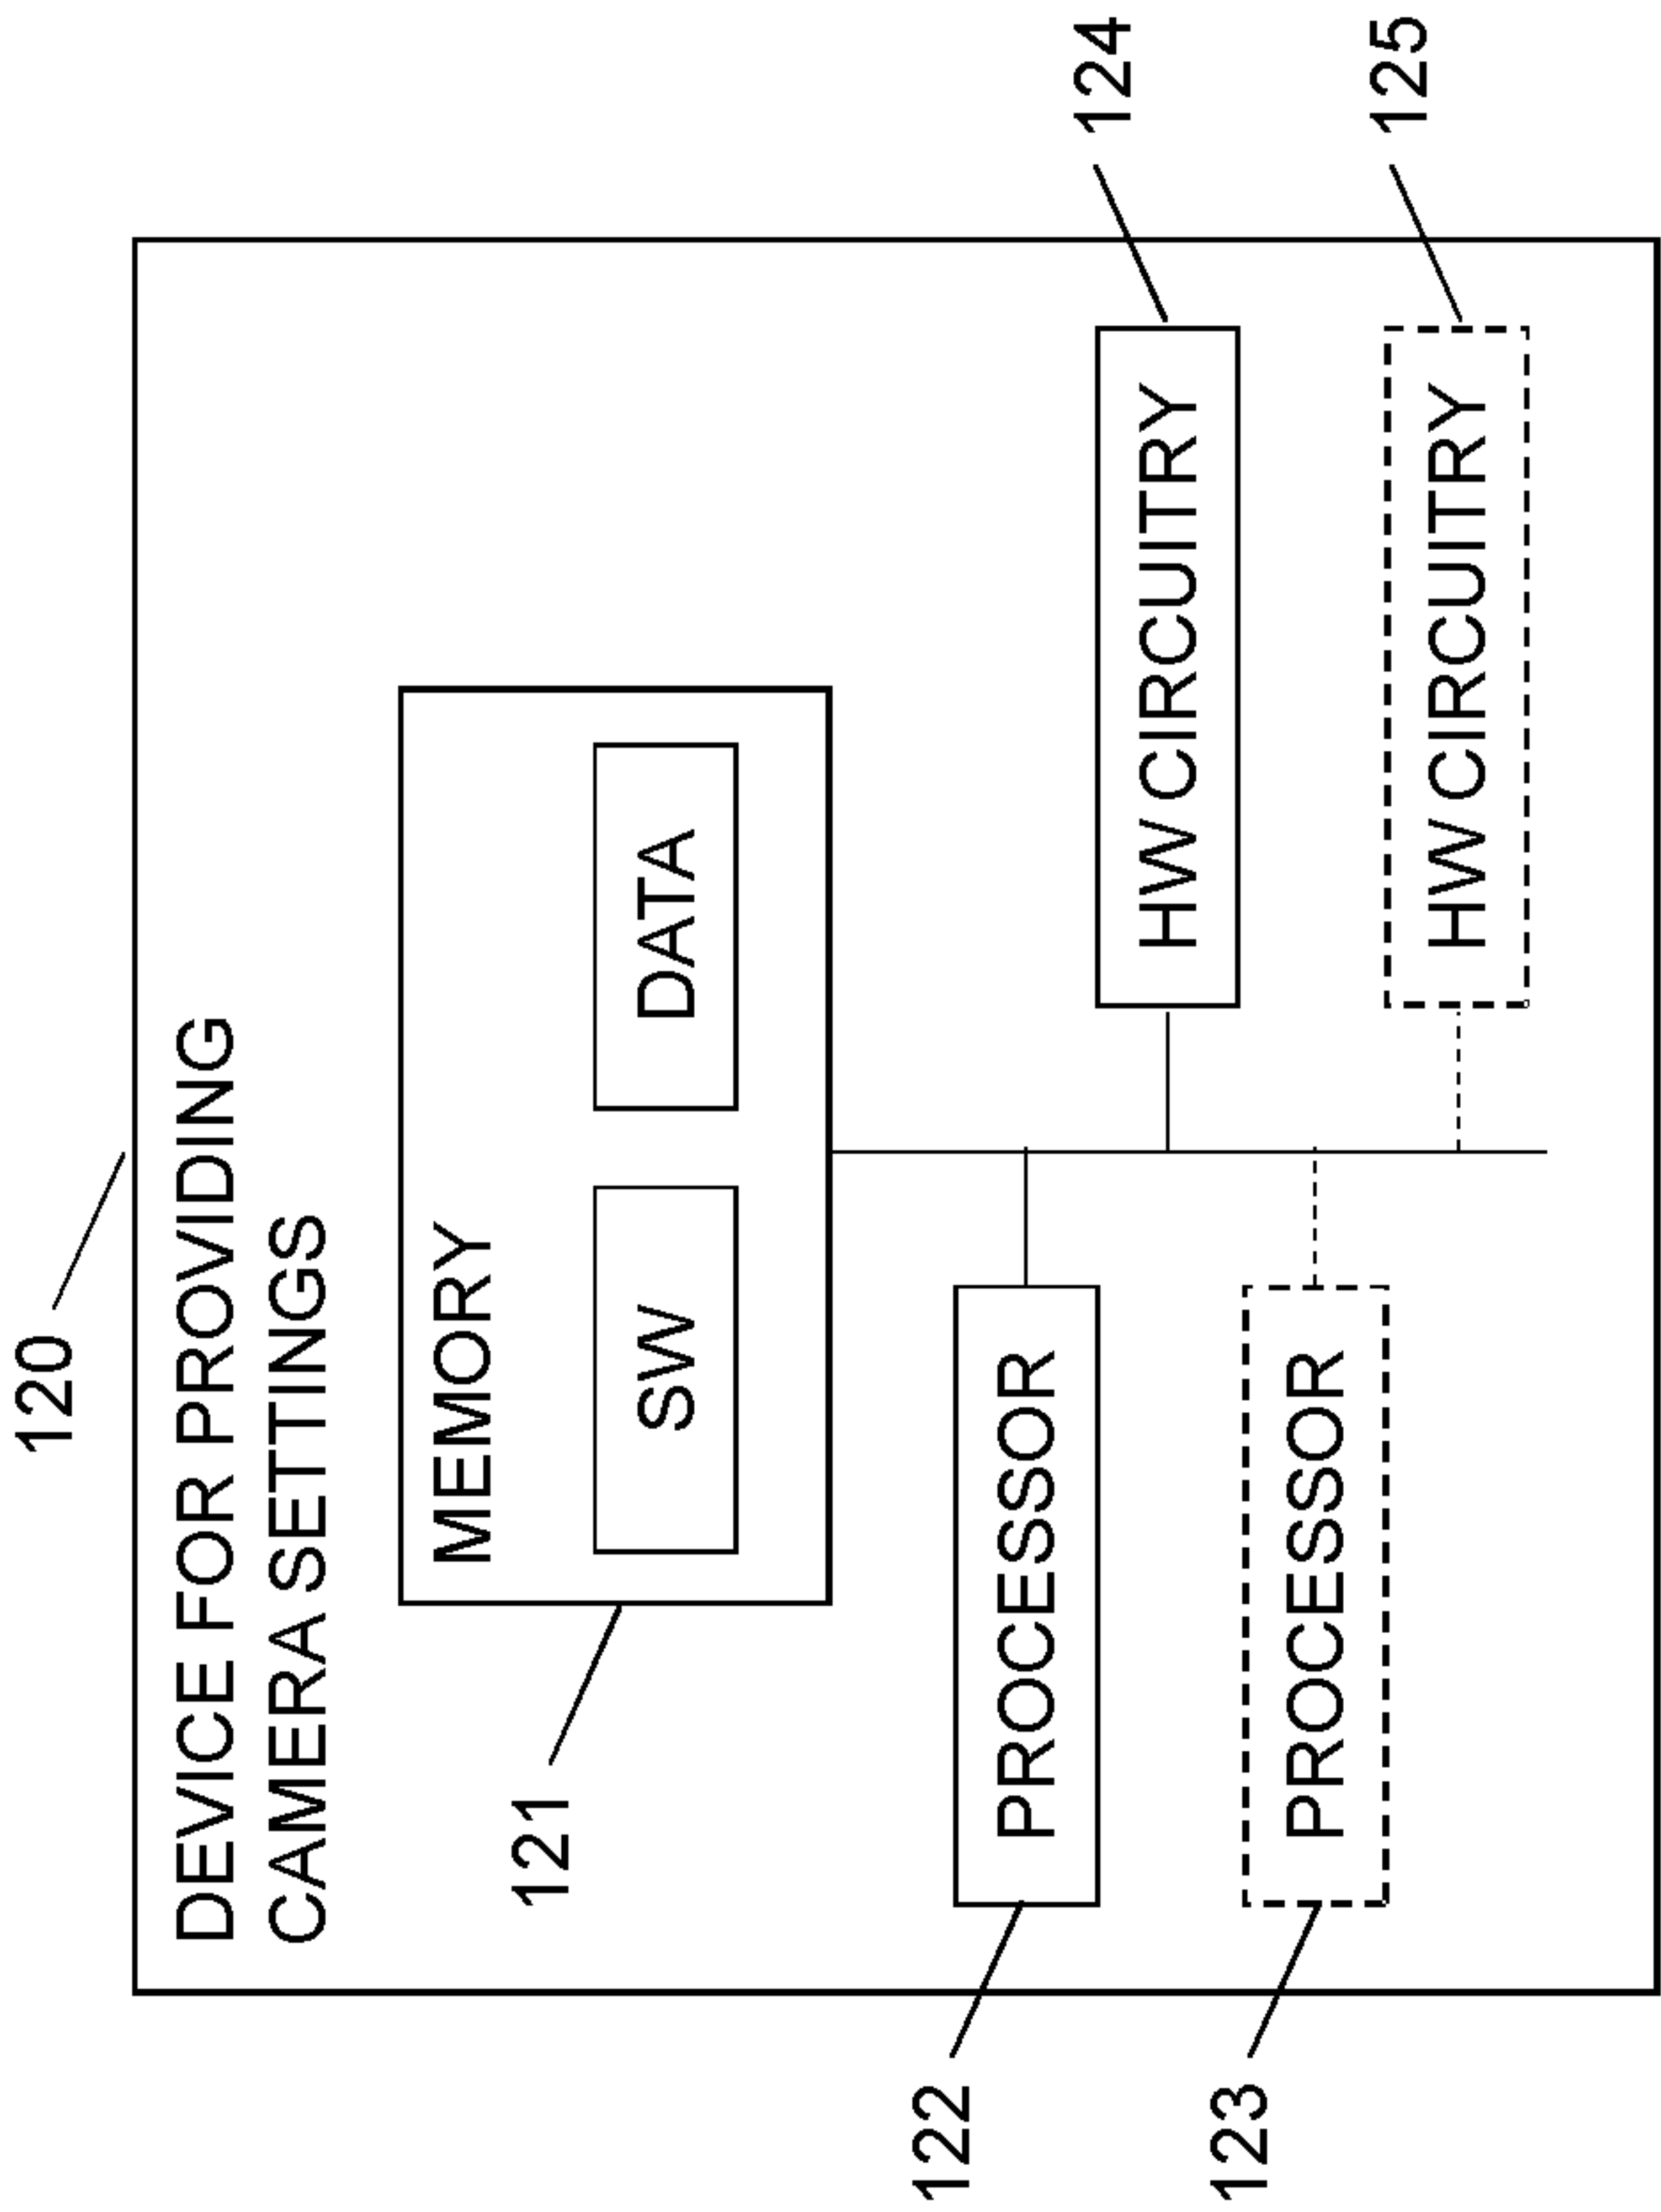 120
DEVICE FOR PROVIDING
CAMERA SETTINGS
121
MEMORY
SW
DATA
122
PROCESSOR
124
HW CIRCUITRY
123
PROCESSOR
125
HW CIRCUITRY